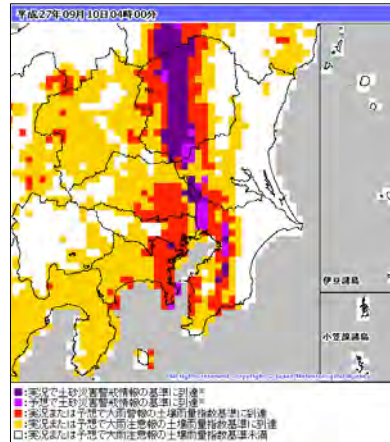 平成27年09月10日04時00分
伊豆諸島
小笠原諸島
:実況で土砂災害警戒情報の基準に到達※
:予想で土砂災害警戒情報の基準に到達※
:実況または予想で大雨警報の土壌雨量指数基準に到達
:実況または予想で大雨注意報の土壌雨量指数基準に到達
:実況または予想で大雨注意報の土壌雨量指数基準未満